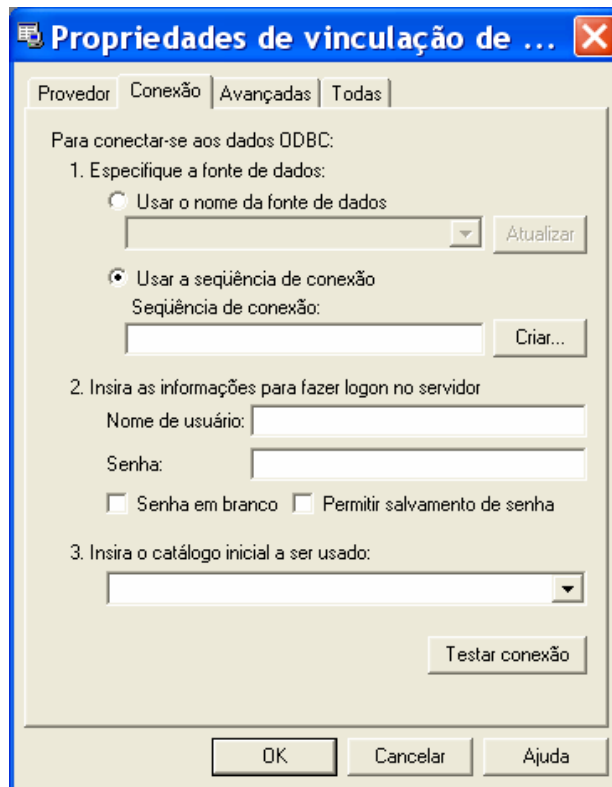 Propriedades de vinculação de ...
Provedor Conexão Avançadas Todas
Para conectar-se aos dados ODBC:
1. Especifique a fonte de dados:
Usar o nome da fonte de dados
Atualizar
Usar a seqüência de conexão
Seqüência de conexão:
Criar...
2. Insira as informações para fazer logon no servidor
Nome de usuário:
Senha:
Senha em branco Permitir salvamento de senha
3. Insira o catálogo inicial a ser usado:
Testar conexão
OK Cancelar Ajuda